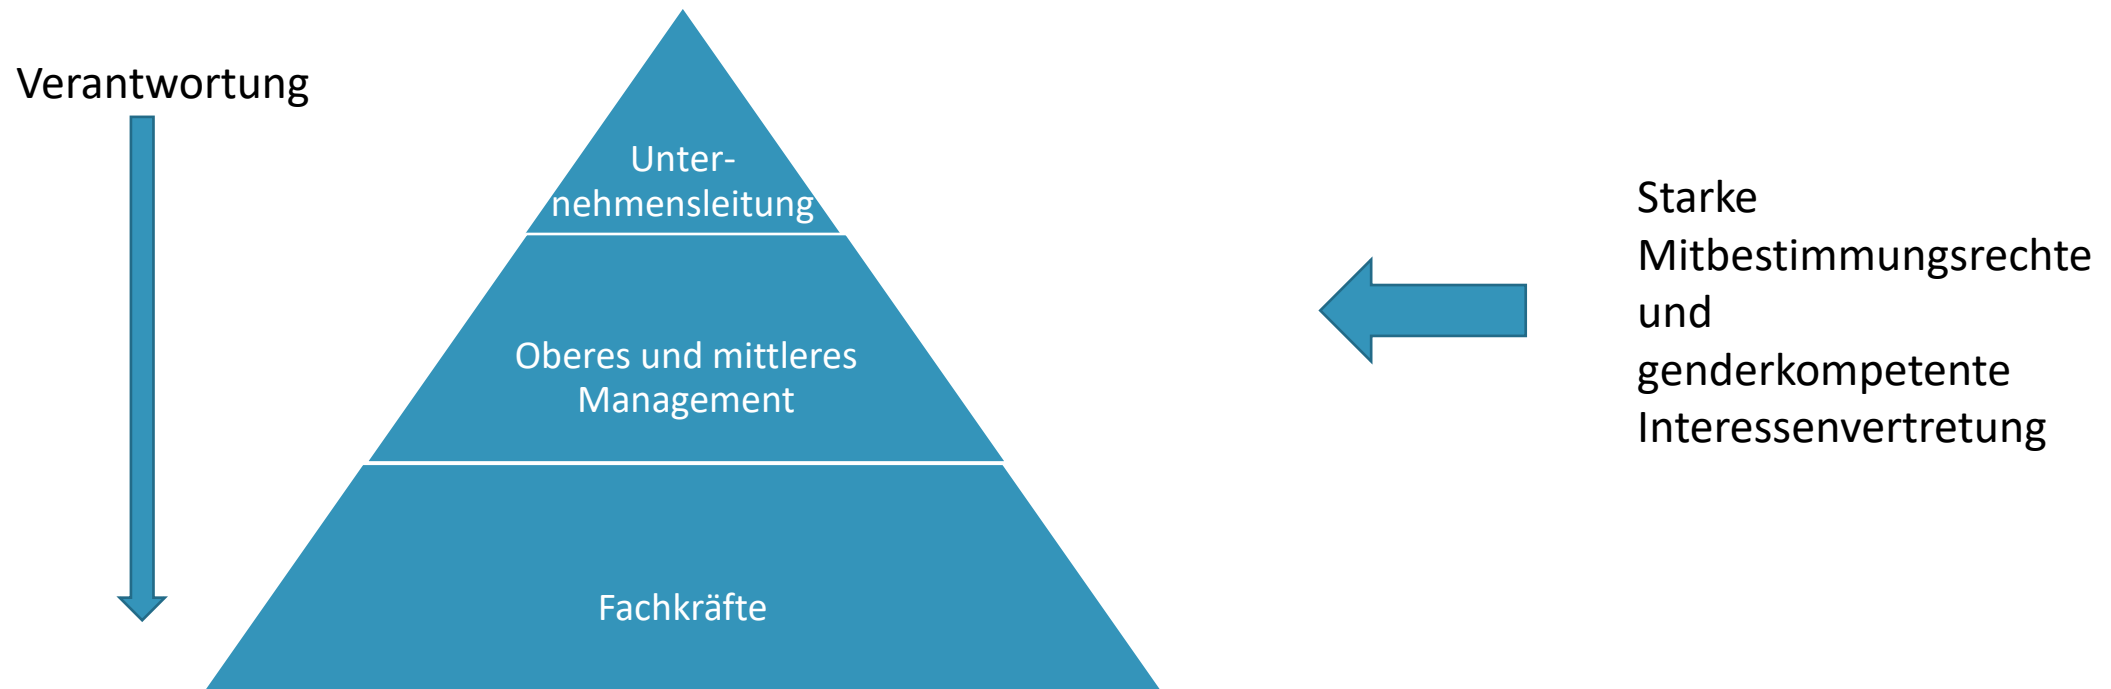 Verantwortung
Unter-
nehmensleitung
Oberes und mittleres
Management
Fachkräfte
Starke
Mitbestimmungsrechte
und
genderkompetente
Interessenvertretung